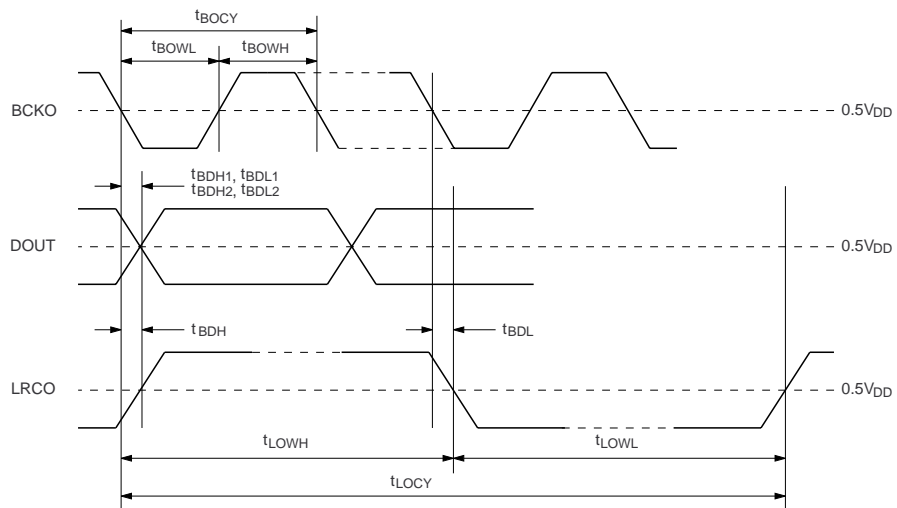 tBOCY
tBOWL
tBOWH
BCKO
0.5VDD
tBDH1, tBDL1
tBDH2, tBDL2
DOUT
0.5VDD
tBDH
tBDL
LRCO
0.5VDD
tLOWH
tLOWL
tLOCY